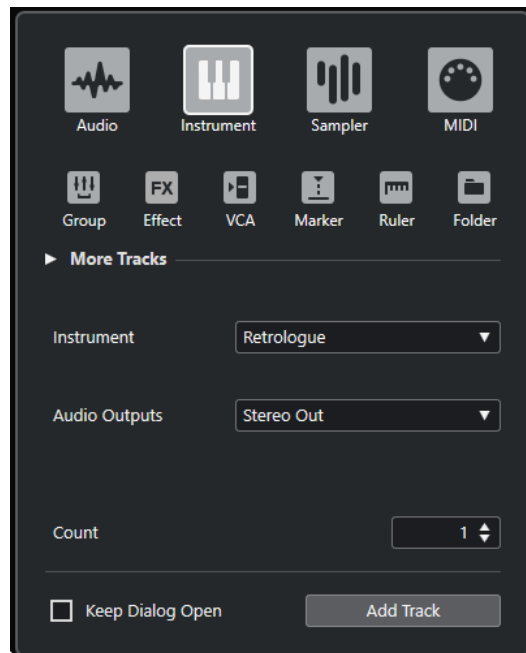 Audio Instrument Sampler MIDI
FX
Group Effect VCA Marker Ruler Folder
More Tracks
Instrument Retrologue
Audio Outputs Stereo Out
Count 1
Keep Dialog Open Add Track